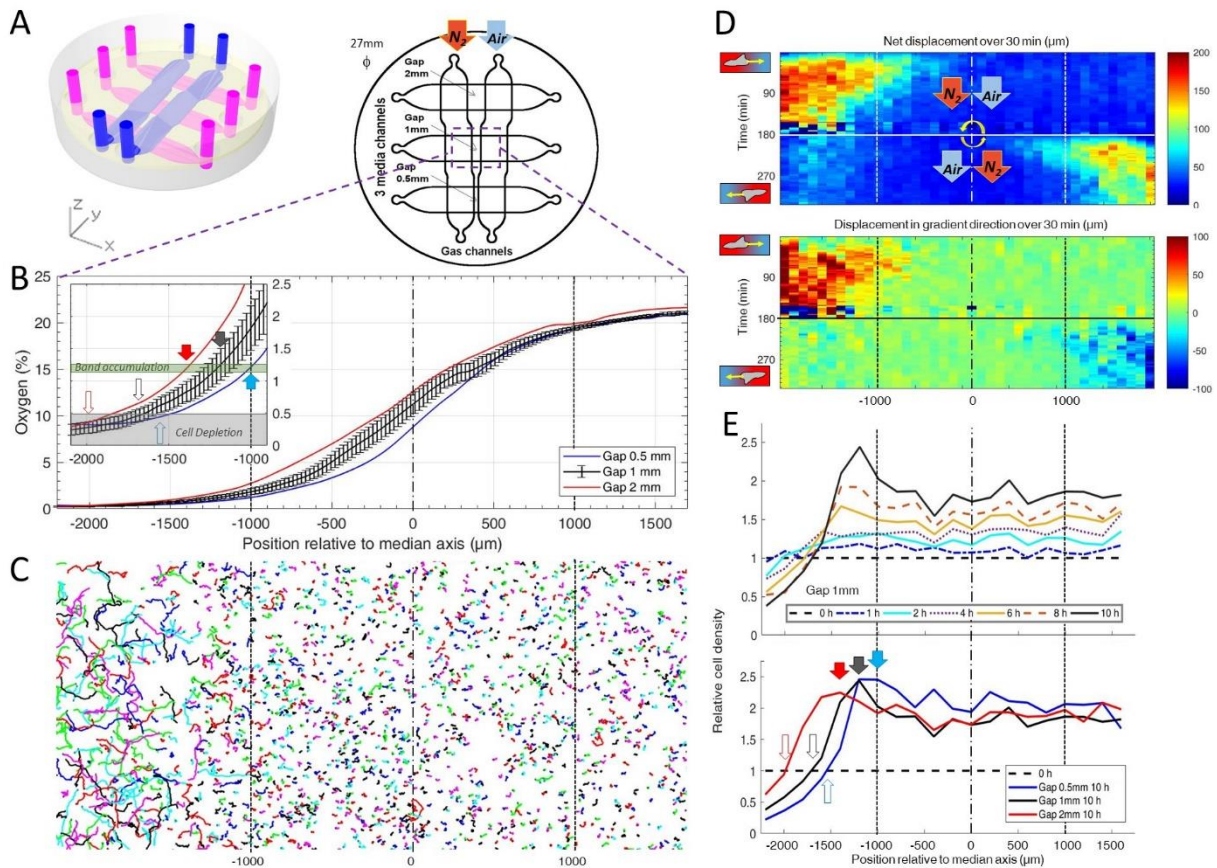 A
27mm
ϕ
N2
Air
Gap
2mm
Gap
1mm
Gap
0.5mm
3 media channels
Gas channels
z
y
x
B
25
20
15
10
5
0
Oxygen (%)
2.5
2
1.5
1
0.5
0
Band accumulation
Cell Depletion
-2000
-1500
-1000
Gap 0.5 mm
Gap 1 mm
Gap 2 mm
-2000
-1500
-1000
-500
0
500
1000
1500
Position relative to median axis (µm)
C
-1000
0
1000
D
Net displacement over 30 min (µm)
Time (min)
90
180
270
N2
Air
Air
N2
200
150
100
50
0
Displacement in gradient direction over 30 min (µm)
Time (min)
90
180
270
100
50
0
-50
-100
-1000
0
1000
E
2.5
2
1.5
1
0.5
0
Gap 1mm
0 h
1 h
2 h
4 h
6 h
8 h
10 h
-2000
-1500
-1000
-500
0
500
1000
1500
Relative cell density
2.5
2
1.5
1
0.5
0
0 h
Gap 0.5mm 10 h
Gap 1mm 10 h
Gap 2mm 10 h
-2000
-1500
-1000
-500
0
500
1000
1500
Position relative to median axis (µm)